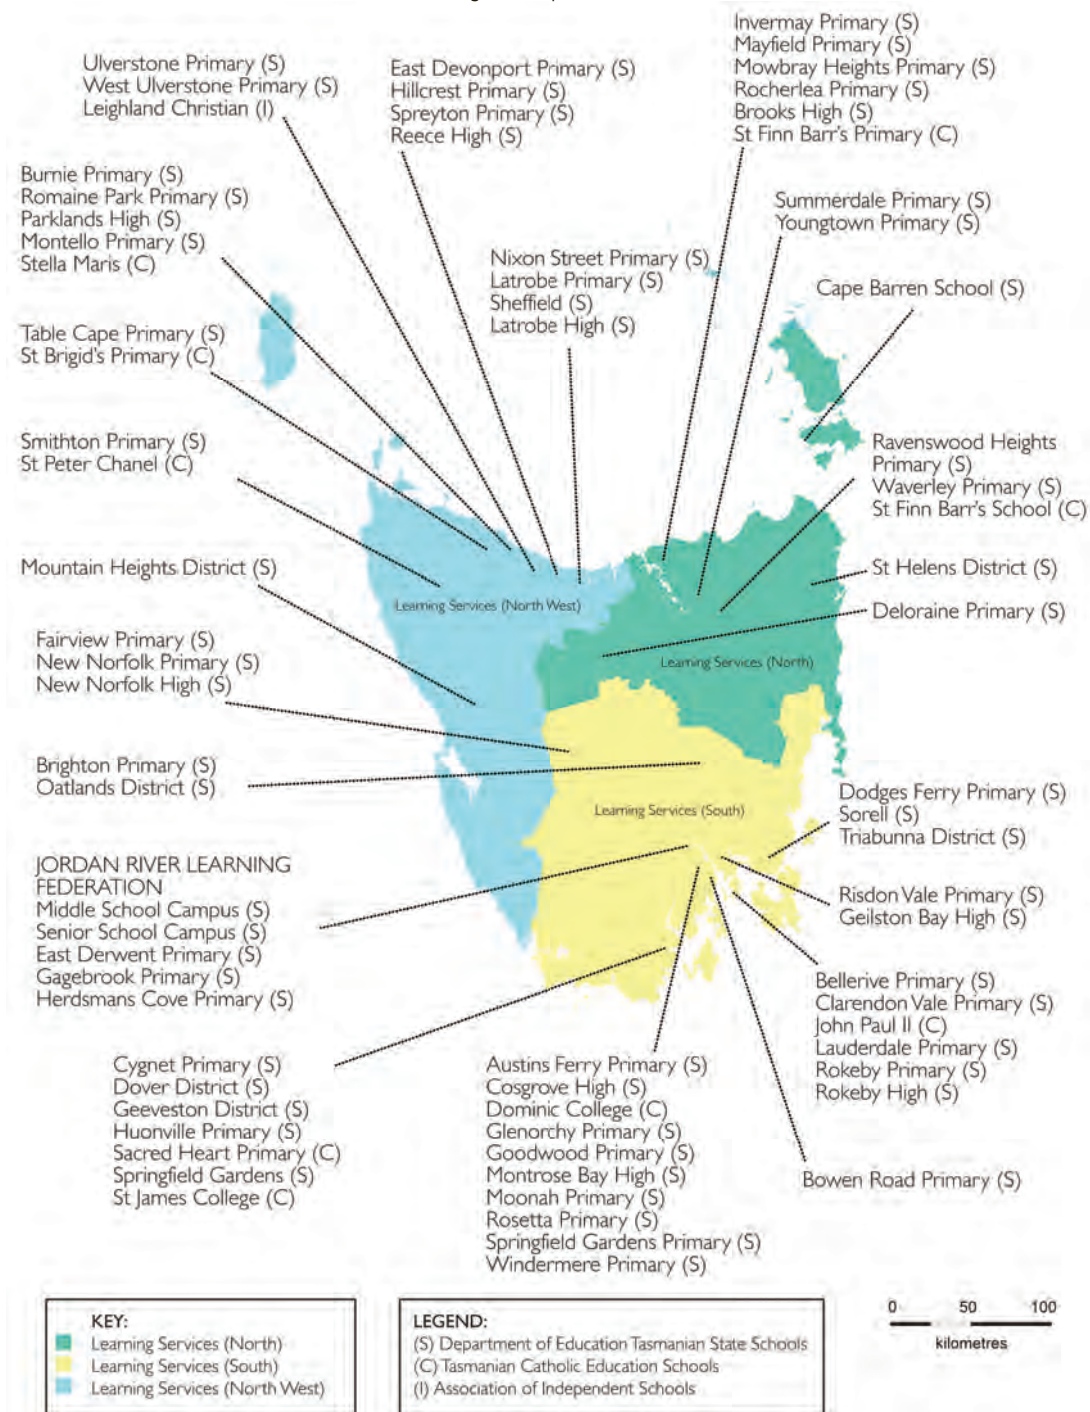 Invermay Primary (S)
Mayfield Primary (S)
Mowbray Heights Primary (S)
Rocherlea Primary (S)
Brooks High (S)
St Finn Barr's Primary (C)
Ulverstone Primary (S)
West Ulverstone Primary (S)
Leighland Christian (I)
East Devonport Primary (S)
Hillcrest Primary (S)
Spreyton Primary (S)
Reece High (S)
Burnie Primary (S)
Romaine Park Primary (S)
Parklands High (S)
Montello Primary (S)
Stella Maris (C)
Summerdale Primary (S)
Youngtown Primary (S)
Nixon Street Primary (S)
Latrobe Primary (S)
Sheffield (S)
Latrobe High (S)
Cape Barren School (S)
Table Cape Primary (S)
St Brigid's Primary (C)
Smithton Primary (S)
St Peter Chanel (C)
Ravenswood Heights
Primary (S)
Waverley Primary (S)
St Finn Barr's School (C)
Mountain Heights District (S)
St Helens District (S)
Learning Services (North West)
Deloraine Primary (S)
Fairview Primary (S)
New Norfolk Primary (S)
New Norfolk High (S)
Learning Services (North)
Brighton Primary (S)
Oatlands District (S)
Learning Services (South)
Dodges Ferry Primary (S)
Sorell (S)
Triabunna District (S)
JORDAN RIVER LEARNING
FEDERATION
Middle School Campus (S)
Senior School Campus (S)
East Derwent Primary (S)
Gagebrook Primary (S)
Herdsmans Cove Primary (S)
Risdon Vale Primary (S)
Geilston Bay High (S)
Bellerive Primary (S)
Clarendon Vale Primary (S)
John Paul II (C)
Lauderdale Primary (S)
Rokeby Primary (S)
Rokeby High (S)
Cygnet Primary (S)
Dover District (S)
Geeveston District (S)
Huonville Primary (S)
Sacred Heart Primary (C)
Springfield Gardens (S)
St James College (C)
Austins Ferry Primary (S)
Cosgrove High (S)
Dominic College (C)
Glenorchy Primary (S)
Goodwood Primary (S)
Montrose Bay High (S)
Moonah Primary (S)
Rosetta Primary (S)
Springfield Gardens Primary (S)
Windermere Primary (S)
Bowen Road Primary (S)
KEY:
Learning Services (North)
Learning Services (South)
Learning Services (North West)
LEGEND:
(S) Department of Education Tasmanian State Schools
(C) Tasmanian Catholic Education Schools
(I) Association of Independent Schools
0 50 100
kilometres